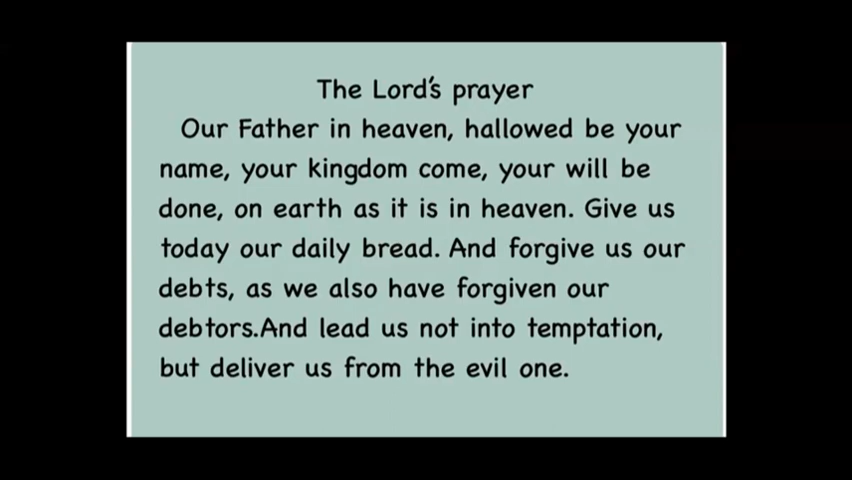 The Lord's prayer
Our Father in heaven, hallowed be your
name, your kingdom come, your will be
done, on earth as it is in heaven. Give us
today our daily bread. And forgive us our
debts, as we also have forgiven our
debtors.And lead us not into temptation,
but deliver us from the evil one.